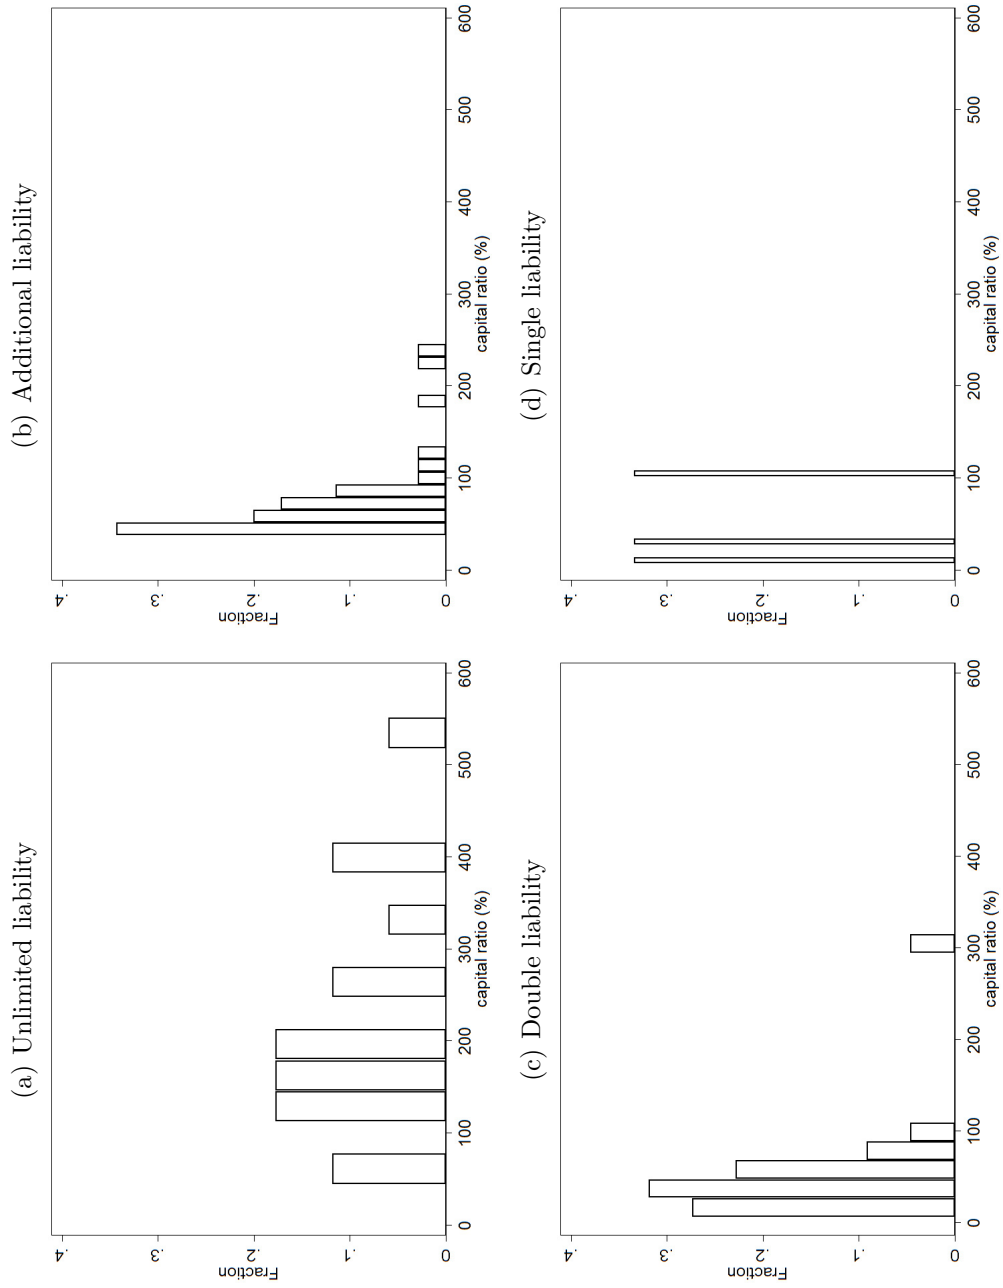 (a) Unlimited liability
Fraction
.4
.3
.2
.1
0
0 100 200 300 400 500 600
capital ratio (%)
(b) Additional liability
Fraction
.4
.3
.2
.1
0
0 100 200 300 400 500 600
capital ratio (%)
(c) Double liability
Fraction
.4
.3
.2
.1
0
0 100 200 300 400 500 600
capital ratio (%)
(d) Single liability
Fraction
.4
.3
.2
.1
0
0 100 200 300 400 500 600
capital ratio (%)